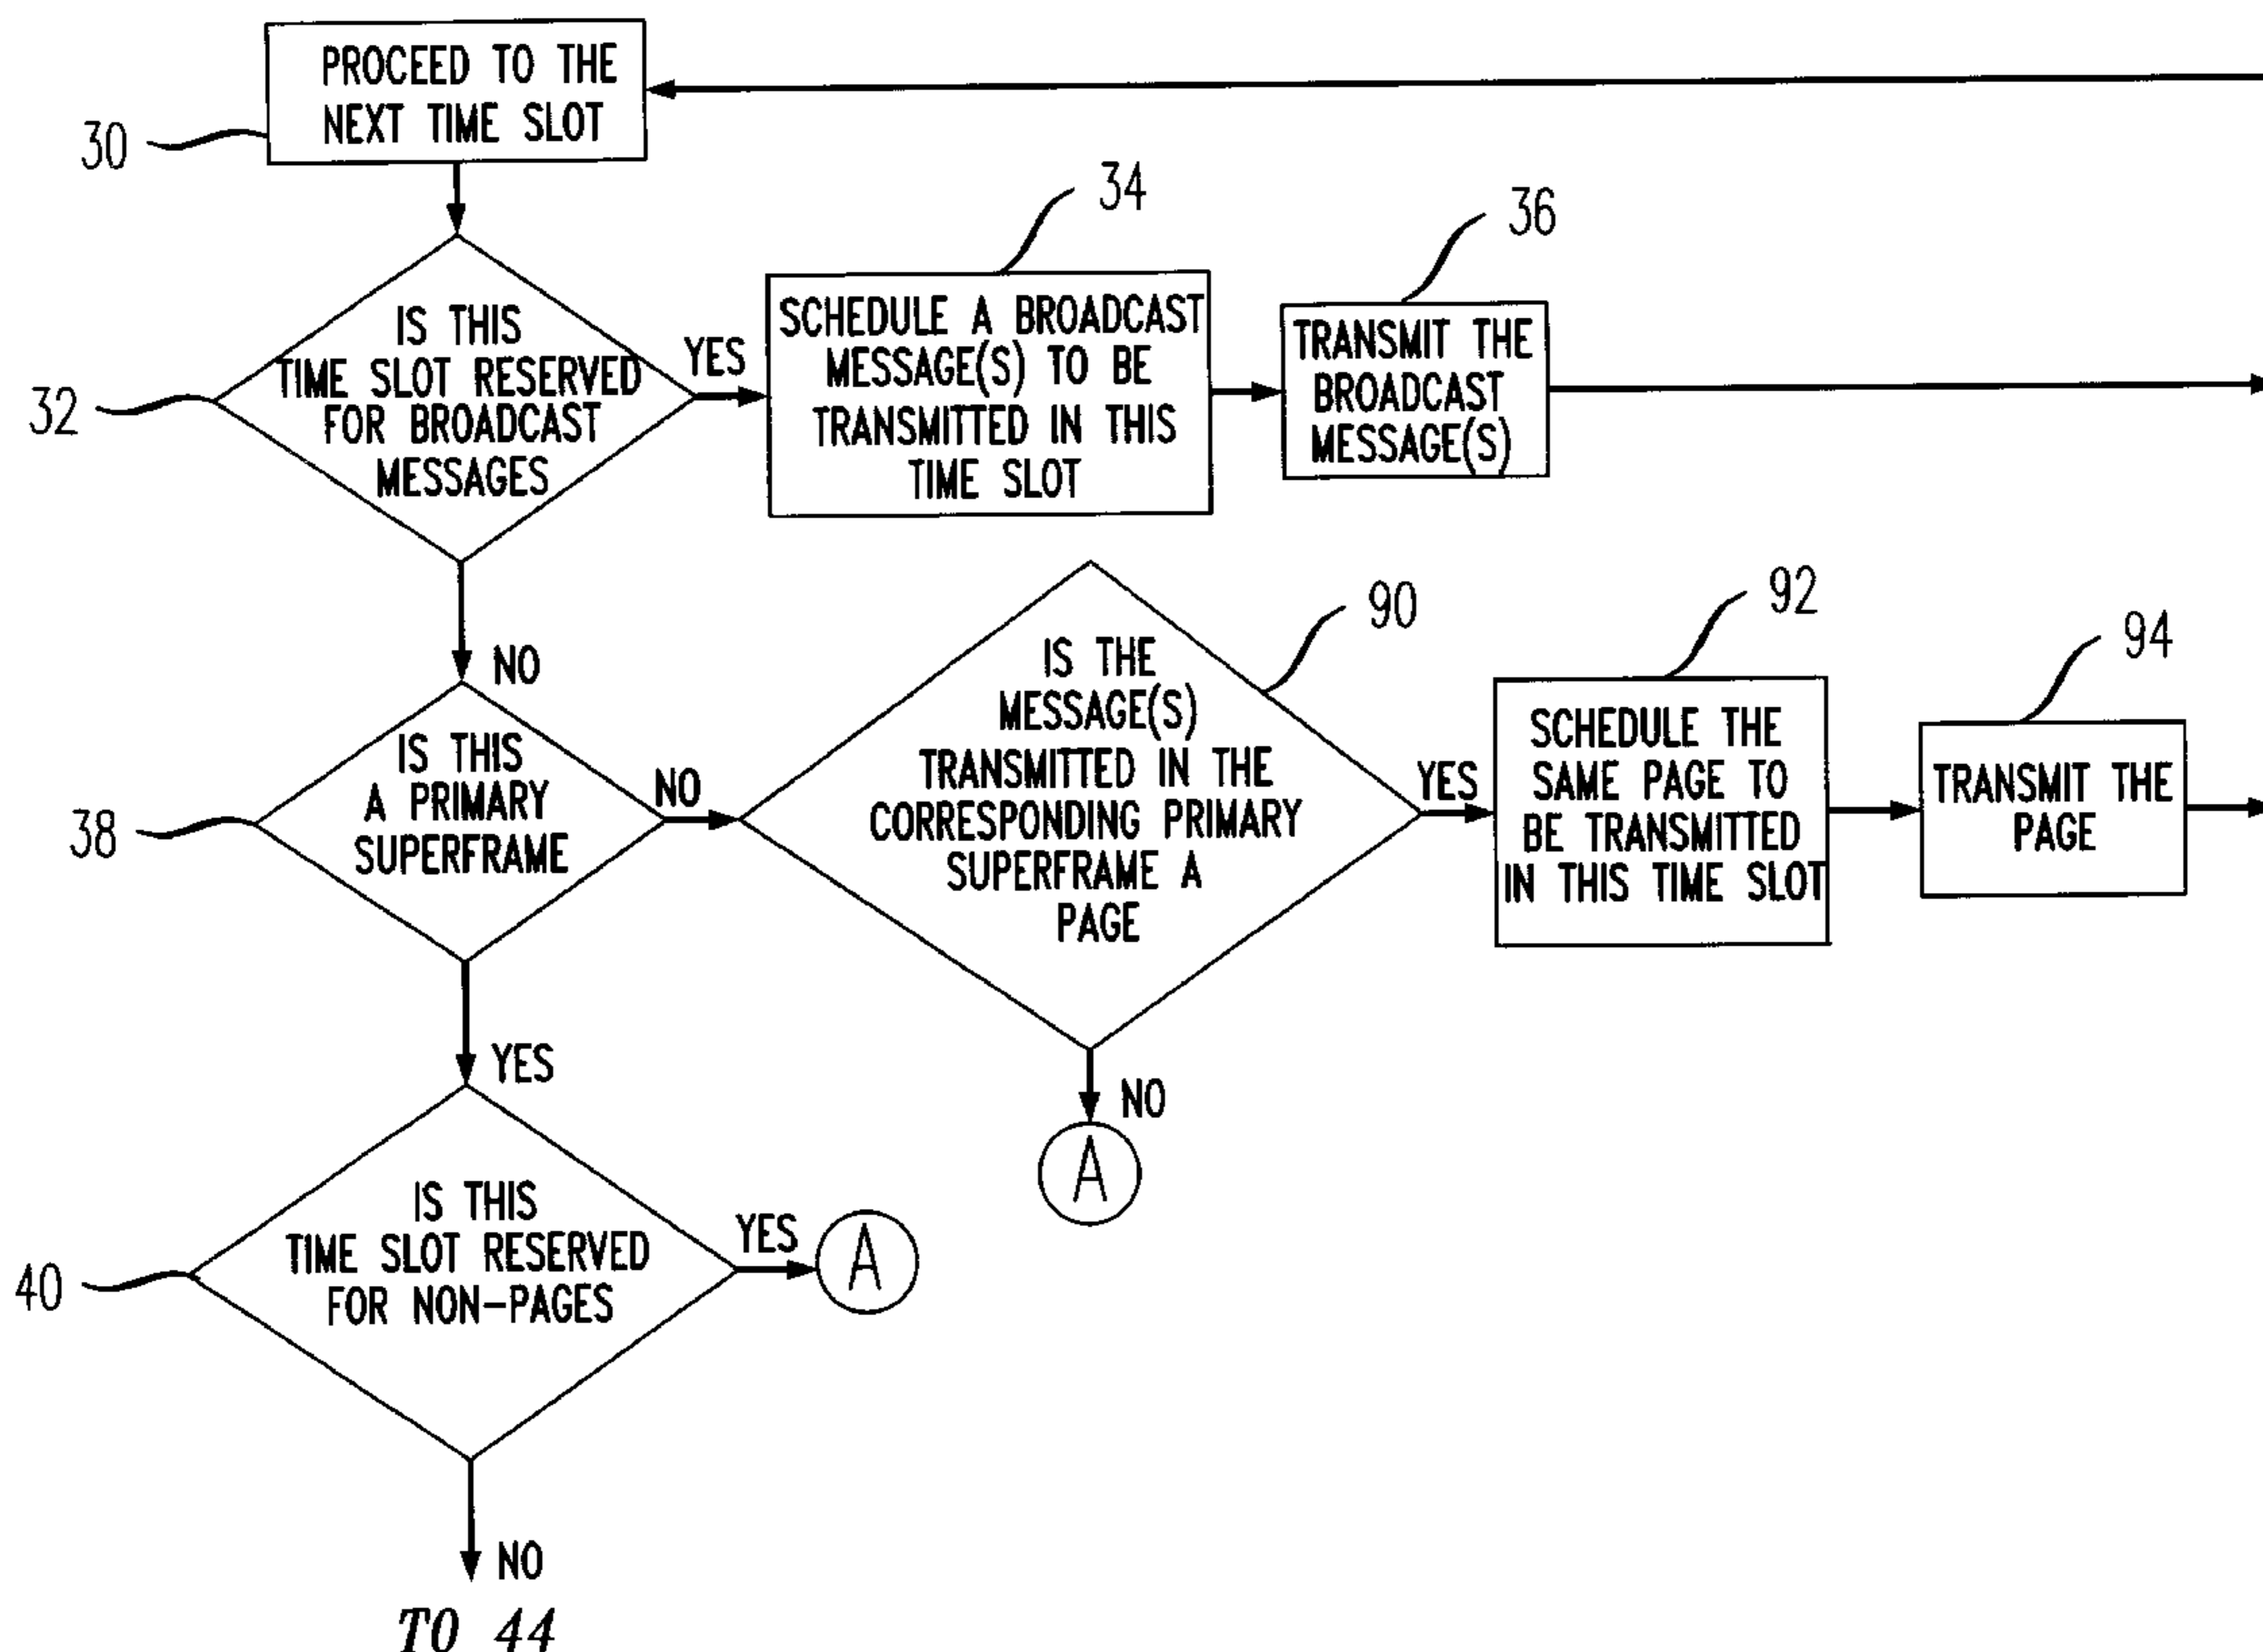 PROCEED TO THE
NEXT TIME SLOT
30
34
36
IS THIS
TIME SLOT RESERVED
FOR BROADCAST
MESSAGES
32
YES
SCHEDULE A BROADCAST
MESSAGE(S) TO BE
TRANSMITTED IN THIS
TIME SLOT
TRANSMIT THE
BROADCAST
MESSAGE(S)
NO
90
92
94
IS THIS
A PRIMARY
SUPERFRAME
38
NO
IS THE
MESSAGE(S)
TRANSMITTED IN THE
CORRESPONDING PRIMARY
SUPERFRAME A
PAGE
YES
SCHEDULE THE
SAME PAGE TO
BE TRANSMITTED
IN THIS TIME SLOT
TRANSMIT THE
PAGE
YES
NO
A
IS THIS
TIME SLOT RESERVED
FOR NON-PAGES
40
YES
A
NO
TO 44